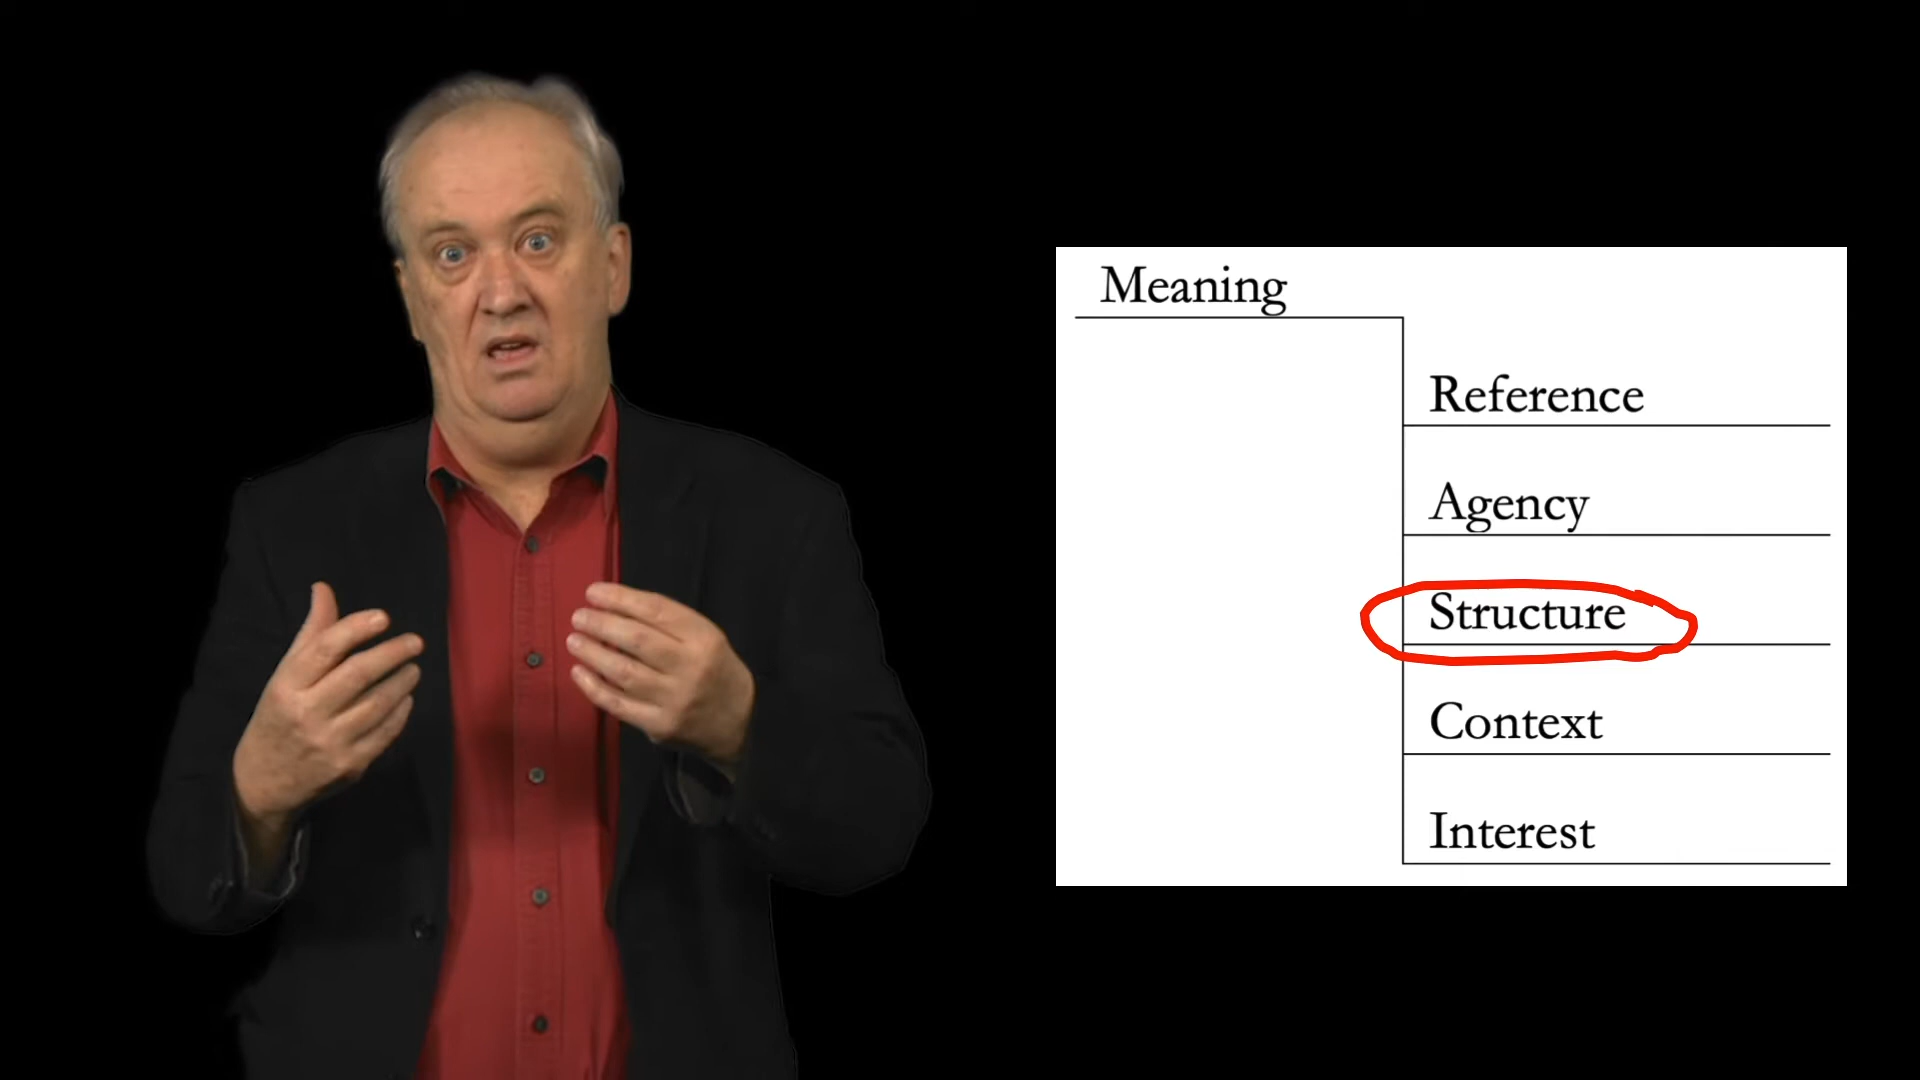 Meaning
Reference
Agency
Structure
Context
Interest